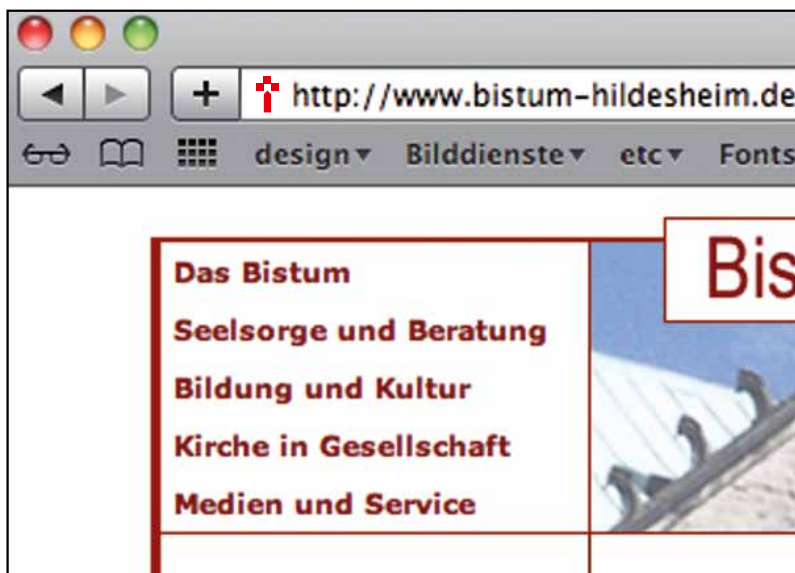 http://www.bistum-hildesheim.de
design Bilddienste etc Fonts
Bis
Das Bistum
Seelsorge und Beratung
Bildung und Kultur
Kirche in Gesellschaft
Medien und Service